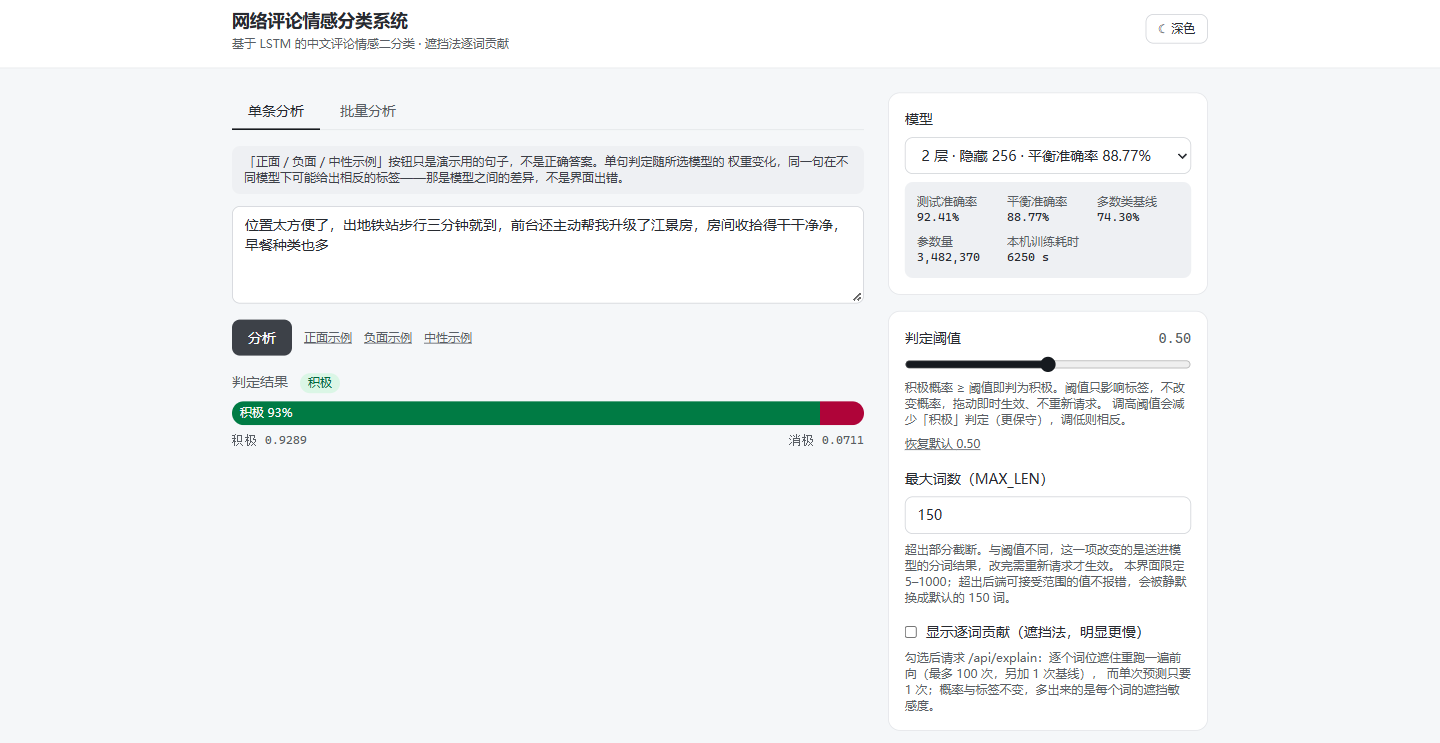 网络评论情感分类系统
基于 LSTM 的中文评论情感二分类 · 遮挡法逐词贡献
☾ 深色
单条分析
批量分析
「正面 / 负面 / 中性示例」按钮只是演示用的句子，不是正确答案。单句判定随所选模型的 权重变化，同一句在不
同模型下可能给出相反的标签——那是模型之间的差异，不是界面出错。
位置太方便了，出地铁站步行三分钟就到，前台还主动帮我升级了江景房，房间收拾得干干净净，
早餐种类也多
分析
正面示例
负面示例
中性示例
判定结果
积极
积极 93%
积极 0.9289
消极 0.0711
模型
2 层 · 隐藏 256 · 平衡准确率 88.77%
测试准确率
92.41%
平衡准确率
88.77%
多数类基线
74.30%
参数量
3,482,370
本机训练耗时
6250 s
判定阈值
0.50
积极概率 ≥ 阈值即判为积极。阈值只影响标签，不改
变概率，拖动即时生效、不重新请求。 调高阈值会减
少「积极」判定（更保守），调低则相反。
恢复默认 0.50
最大词数（MAX_LEN）
150
超出部分截断。与阈值不同，这一项改变的是送进模
型的分词结果，改完需重新请求才生效。 本界面限定
5–1000；超出后端可接受范围的值不报错，会被静默
换成默认的 150 词。
显示逐词贡献（遮挡法，明显更慢）
勾选后请求 /api/explain：逐个词位遮住重跑一遍前
向（最多 100 次，另加 1 次基线）， 而单次预测只要
1 次；概率与标签不变，多出来的是每个词的遮挡敏
感度。